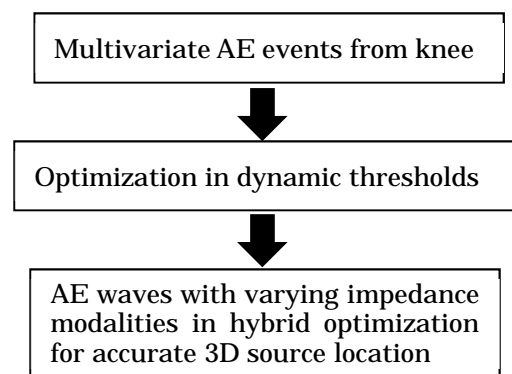 Multivariate AE events from knee
Optimization in dynamic thresholds
AE waves with varying impedance
modalities in hybrid optimization
for accurate 3D source location